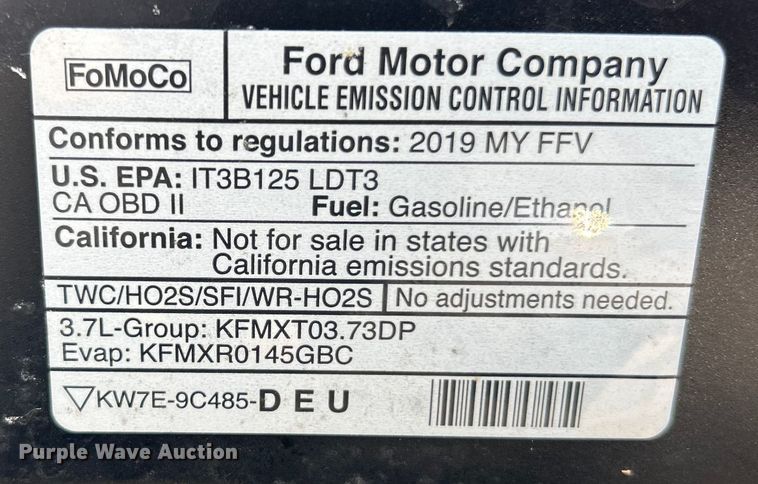 FoMoCo
Ford Motor Company
VEHICLE EMISSION CONTROL INFORMATION
Conforms to regulations: 2019 MY FFV
U.S. EPA: IT3B125 LDT3
CA OBD II Fuel: Gasoline/Ethanol
California: Not for sale in states with
California emissions standards.
TWC/HO2S/SFI/WR-HO2S No adjustments needed.
3.7L-Group: KFMXT03.73DP
Evap: KFMXR0145GBC
KW7E-9C485-DEU
Purple Wave Auction